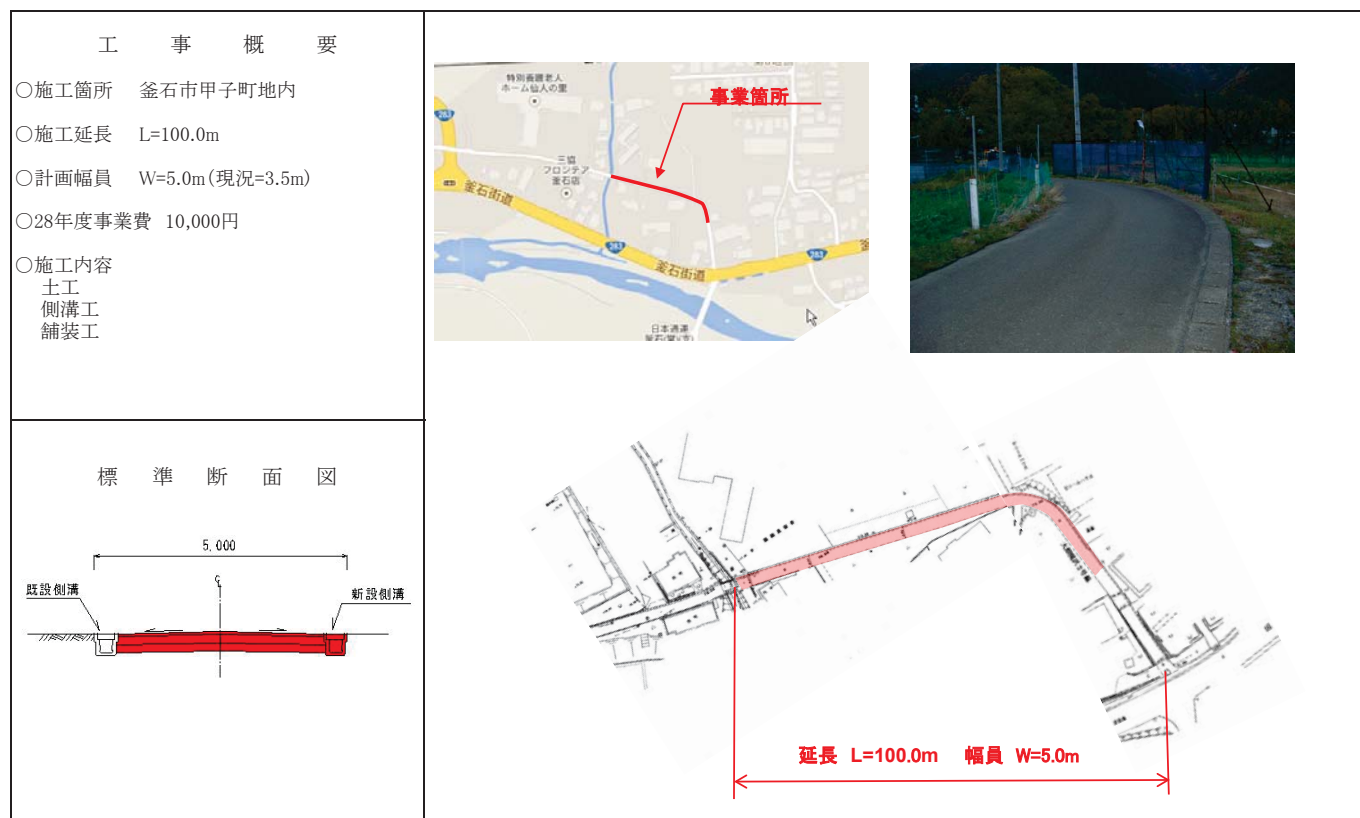 工 事 概 要
○施工箇所 釜石市甲子町地内
○施工延長 L=100.0m
○計画幅員 W=5.0m(現況=3.5m)
○28年度事業費 10,000円
○施工内容
土工
側溝工
舗装工
標 準 断 面 図
5,000
既設側溝
新設側溝
特別養護老人
ホーム仙人の里
事業箇所
283
三協
フロンテア
釜石店
釜石街道
283
釜石街道
283
釜
日本通運
延長 L=100.0m 幅員 W=5.0m